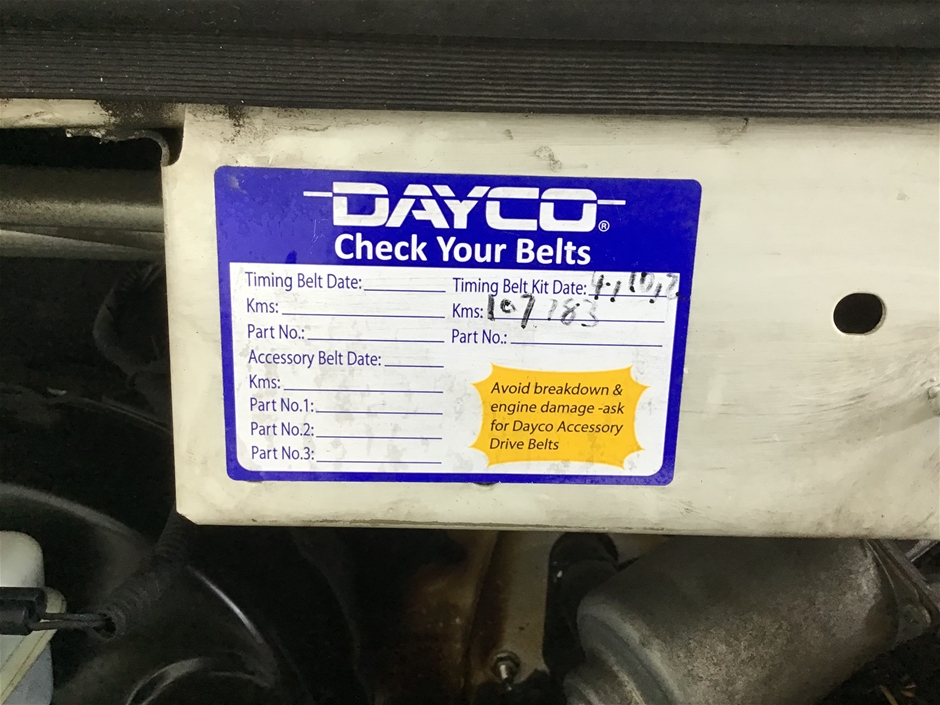 DAYCO®
Check Your Belts
Timing Belt Date:
Kms:
Part No.:
Accessory Belt Date:
Kms:
Part No.1:
Part No.2:
Part No.3:
Timing Belt Kit Date:
Kms: 107783
Part No.:
Avoid breakdown &
engine damage -ask
for Dayco Accessory
Drive Belts